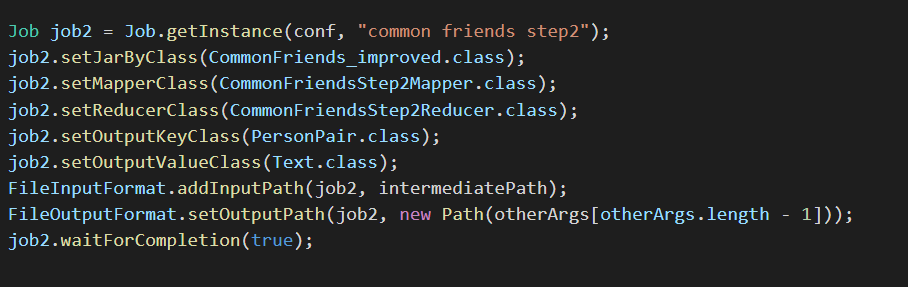 Job job2 = Job.getInstance(conf, "common friends step2");
job2.setJarByClass(CommonFriends_improved.class);
job2.setMapperClass(CommonFriendsStep2Mapper.class);
job2.setReducerClass(CommonFriendsStep2Reducer.class);
job2.setOutputKeyClass(PersonPair.class);
job2.setOutputValueClass(Text.class);
FileInputFormat.addInputPath(job2, intermediatePath);
FileOutputFormat.setOutputPath(job2, new Path(otherArgs[otherArgs.length - 1]));
job2.waitForCompletion(true);